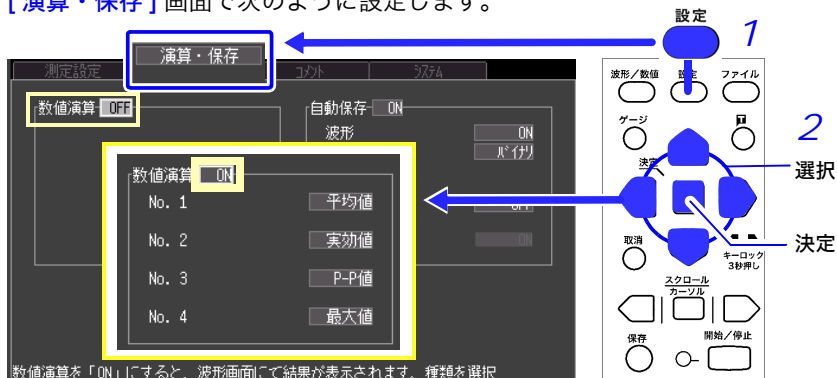 [ 演算・保存 ] 画面で次のように設定します。
設定
1
演算・保存
測定設定
コメント
システム
波形／数値
設定
ファイル
数値演算 OFF
自動保存 ON
波形
ON
バイナリ
ゲージ
T
2
選択
決定
数値演算 ON
No. 1 平均値
No. 2 実効値
No. 3 P-P値
No. 4 最大値
OFF
ON
取消
キーロック
3秒押し
決定
スクロール
カーソル
保存
開始／停止
数値演算を「ON」にすると、波形画面にて結果が表示されます。種類を選択